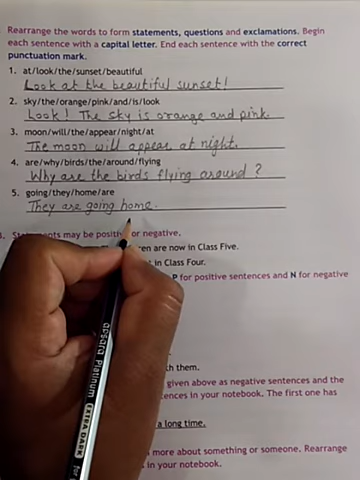 Rearrange the words to form statements, questions and exclamations. Begin
each sentence with a capital letter. End each sentence with the correct
punctuation mark.
1. at/look/the/sunset/beautiful
Look at the beautiful sunset!
2. sky/the/orange/pink/and/is/look
Look! The sky is orange and pink.
3. moon/will/the/appear/night/at
The moon will appear at night.
4. are/why/birds/the/around/flying
Why are the birds flying around?
5. going/they/home/are
They are going home.
Statements may be positive or negative.
are now in Class Five.
in Class Four.
P for positive sentences and N for negative
them.
given above as negative sentences and the
in your notebook. The first one has
a long time.
more about something or someone. Rearrange
in your notebook.
apsara Platinum EXTRA DARK